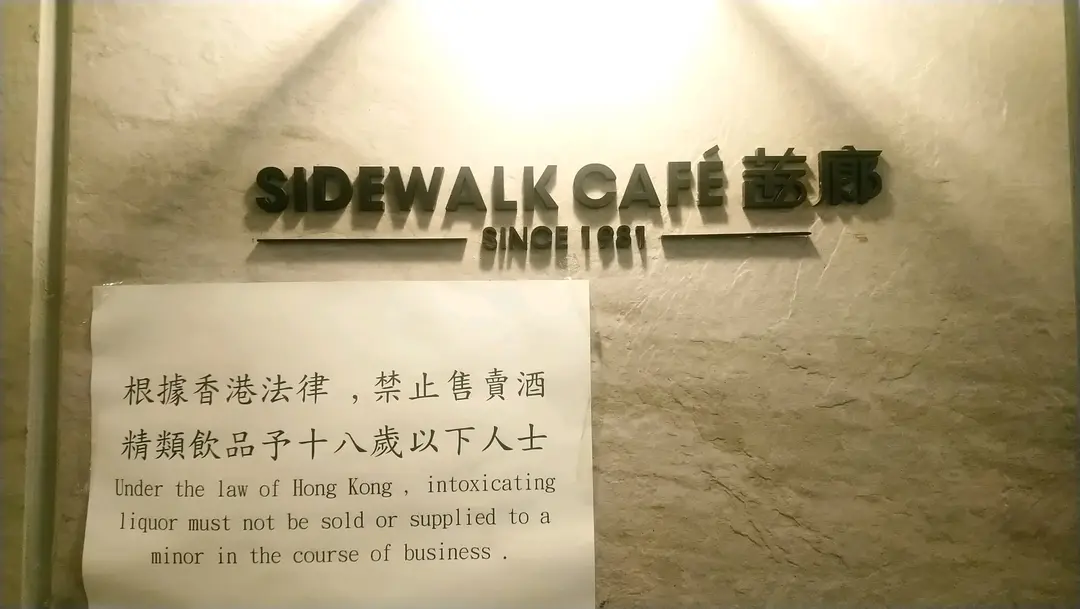 SIDEWALK CAFÉ 茜廊
SINCE 1981
根據香港法律 , 禁止售賣酒
精類飲品予十八歲以下人士
Under the law of Hong Kong , intoxicating
liquor must not be sold or supplied to a
minor in the course of business .